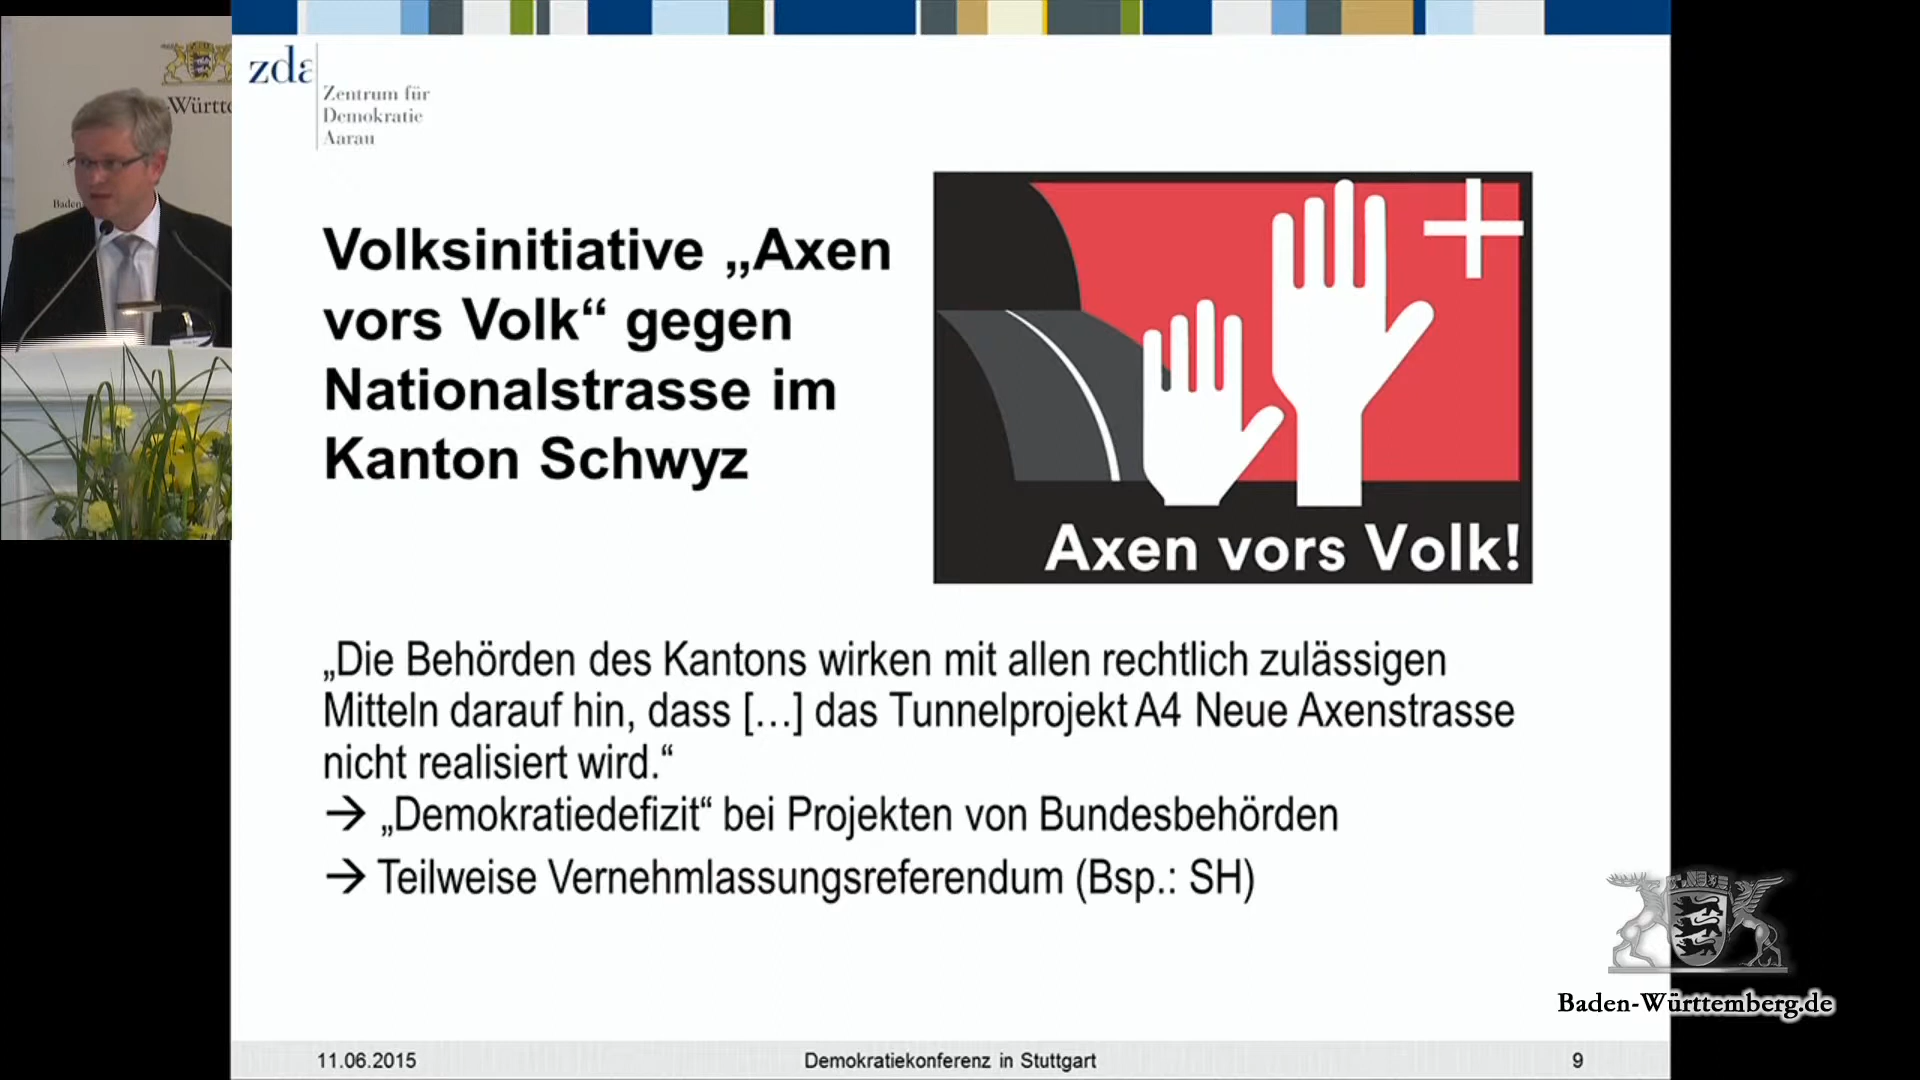 Württe
Baden
zda
Zentrum für
Demokratie
Aarau
Volksinitiative „Axen
vors Volk“ gegen
Nationalstrasse im
Kanton Schwyz
Axen vors Volk!
„Die Behörden des Kantons wirken mit allen rechtlich zulässigen
Mitteln darauf hin, dass […] das Tunnelprojekt A4 Neue Axenstrasse
nicht realisiert wird.“
→ „Demokratiedefizit“ bei Projekten von Bundesbehörden
→ Teilweise Vernehmlassungsreferendum (Bsp.: SH)
Baden-Württemberg.de
11.06.2015 Demokratiekonferenz in Stuttgart 9